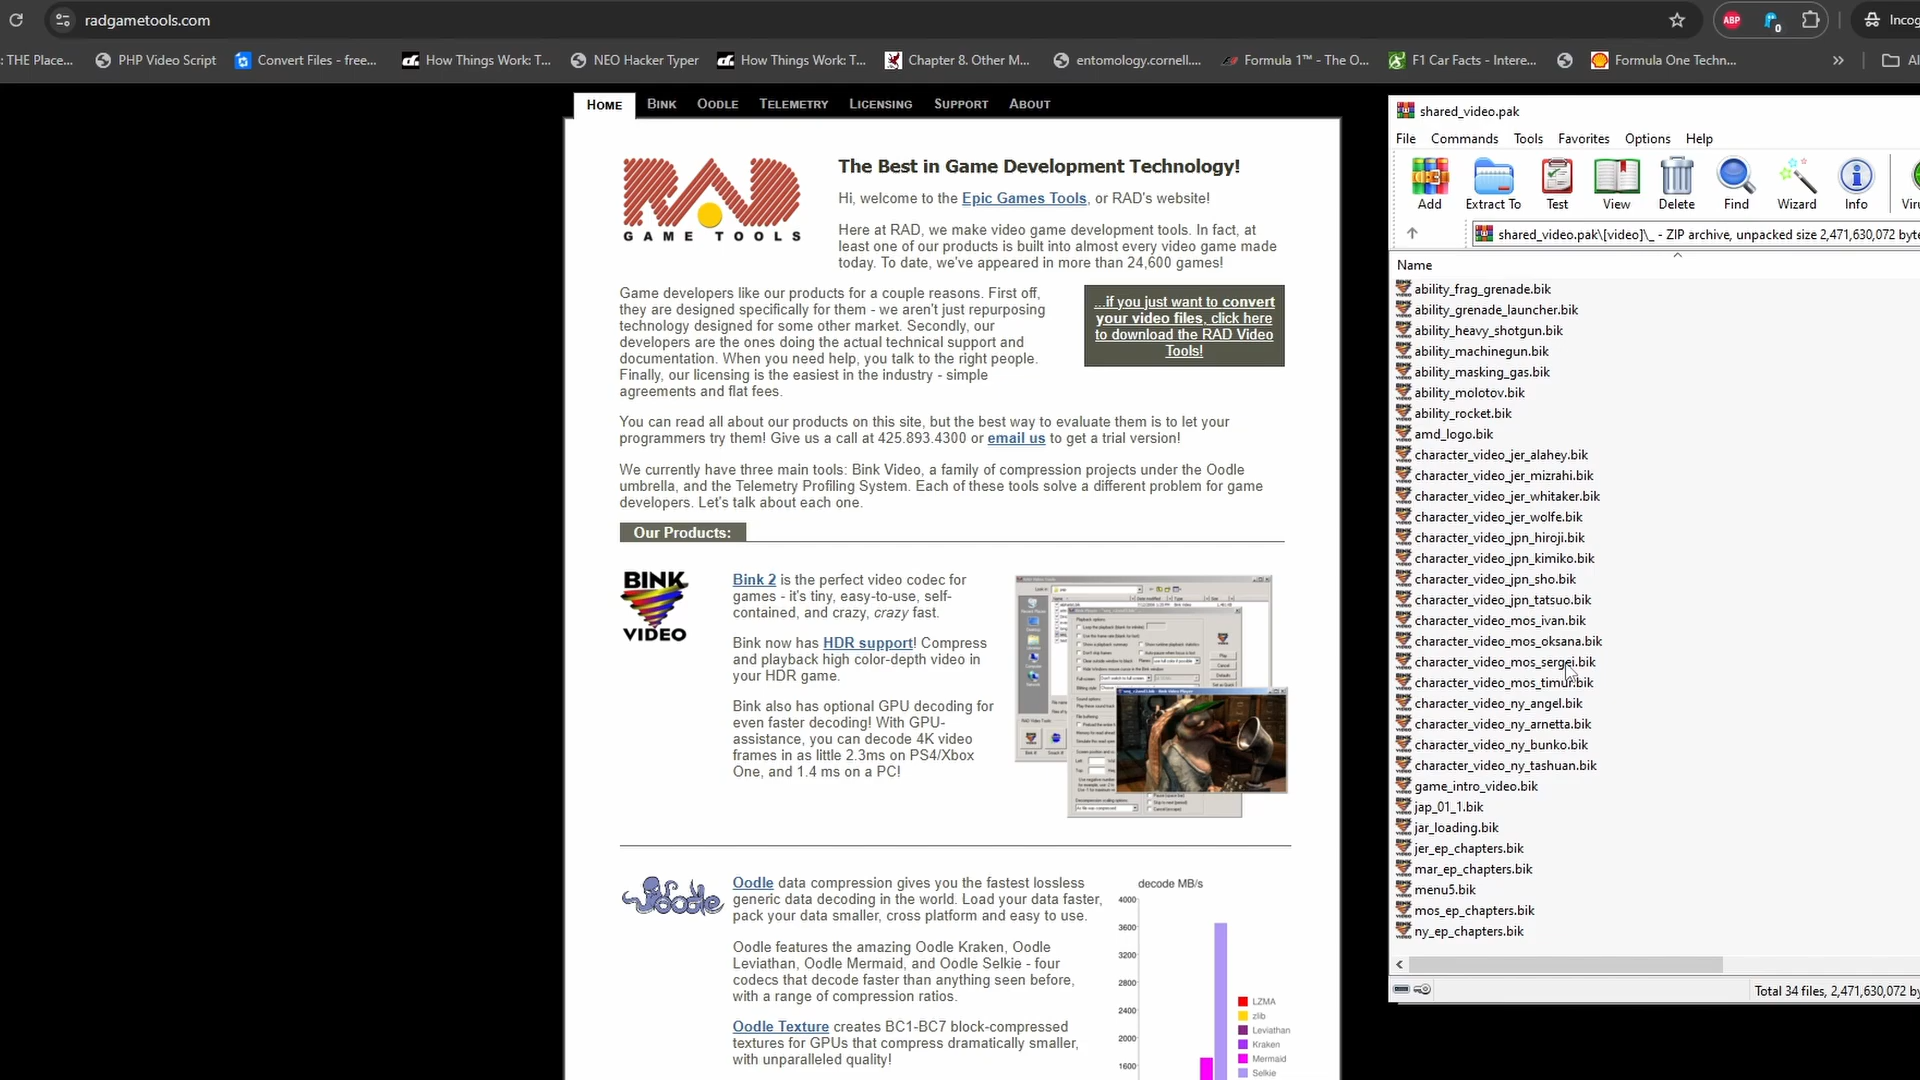 radgametools.com
ABP
0
Incog
: THE Place...
PHP Video Script
Convert Files - free...
How Things Work: T...
NEO Hacker Typer
How Things Work: T...
Chapter 8. Other M...
entomology.cornell....
Formula 1™ - The O...
F1 Car Facts - Intere...
Formula One Techn...
»
HOME
BINK
OODLE
TELEMETRY
LICENSING
SUPPORT
ABOUT
RAD
GAME TOOLS
The Best in Game Development Technology!
Hi, welcome to the Epic Games Tools, or RAD's website!
Here at RAD, we make video game development tools. In fact, at
least one of our products is built into almost every video game made
today. To date, we've appeared in more than 24,600 games!
Game developers like our products for a couple reasons. First off,
they are designed specifically for them - we aren't just repurposing
technology designed for some other market. Secondly, our
developers are the ones doing the actual technical support and
documentation. When you need help, you talk to the right people.
Finally, our licensing is the easiest in the industry - simple
agreements and flat fees.
...if you just want to convert
your video files, click here
to download the RAD Video
Tools!
You can read all about our products on this site, but the best way to evaluate them is to let your
programmers try them! Give us a call at 425.893.4300 or email us to get a trial version!
We currently have three main tools: Bink Video, a family of compression projects under the Oodle
umbrella, and the Telemetry Profiling System. Each of these tools solve a different problem for game
developers. Let's talk about each one.
Our Products:
BINK
VIDEO
Bink 2 is the perfect video codec for
games - it's tiny, easy-to-use, self-
contained, and crazy, crazy fast.
Bink now has HDR support! Compress
and playback high color-depth video in
your HDR game.
Bink also has optional GPU decoding for
even faster decoding! With GPU-
assistance, you can decode 4K video
frames in as little 2.3ms on PS4/Xbox
One, and 1.4 ms on a PC!
Oodle
Oodle data compression gives you the fastest lossless
generic data decoding in the world. Load your data faster,
pack your data smaller, cross platform and easy to use.
Oodle features the amazing Oodle Kraken, Oodle
Leviathan, Oodle Mermaid, and Oodle Selkie - four
codecs that decode faster than anything seen before,
with a range of compression ratios.
Oodle Texture creates BC1-BC7 block-compressed
textures for GPUs that compress dramatically smaller,
with unparalleled quality!
decode MB/s
4000
3600
3200
2800
2400
2000
1600
LZMA
zlib
Leviathan
Kraken
Mermaid
Selkie
shared_video.pak
File
Commands
Tools
Favorites
Options
Help
Add
Extract To
Test
View
Delete
Find
Wizard
Info
shared_video.pak\[video]\_ - ZIP archive, unpacked size 2,471,630,072 byte
Name
ability_frag_grenade.bik
ability_grenade_launcher.bik
ability_heavy_shotgun.bik
ability_machinegun.bik
ability_masking_gas.bik
ability_molotov.bik
ability_rocket.bik
amd_logo.bik
character_video_jer_alahey.bik
character_video_jer_mizrahi.bik
character_video_jer_whitaker.bik
character_video_jer_wolfe.bik
character_video_jpn_hiroji.bik
character_video_jpn_kimiko.bik
character_video_jpn_sho.bik
character_video_jpn_tatsuo.bik
character_video_mos_ivan.bik
character_video_mos_oksana.bik
character_video_mos_sergei.bik
character_video_mos_timur.bik
character_video_ny_angel.bik
character_video_ny_arnetta.bik
character_video_ny_bunko.bik
character_video_ny_tashuan.bik
game_intro_video.bik
jap_01_1.bik
jar_loading.bik
jer_ep_chapters.bik
mar_ep_chapters.bik
menu5.bik
mos_ep_chapters.bik
ny_ep_chapters.bik
Total 34 files, 2,471,630,072 by